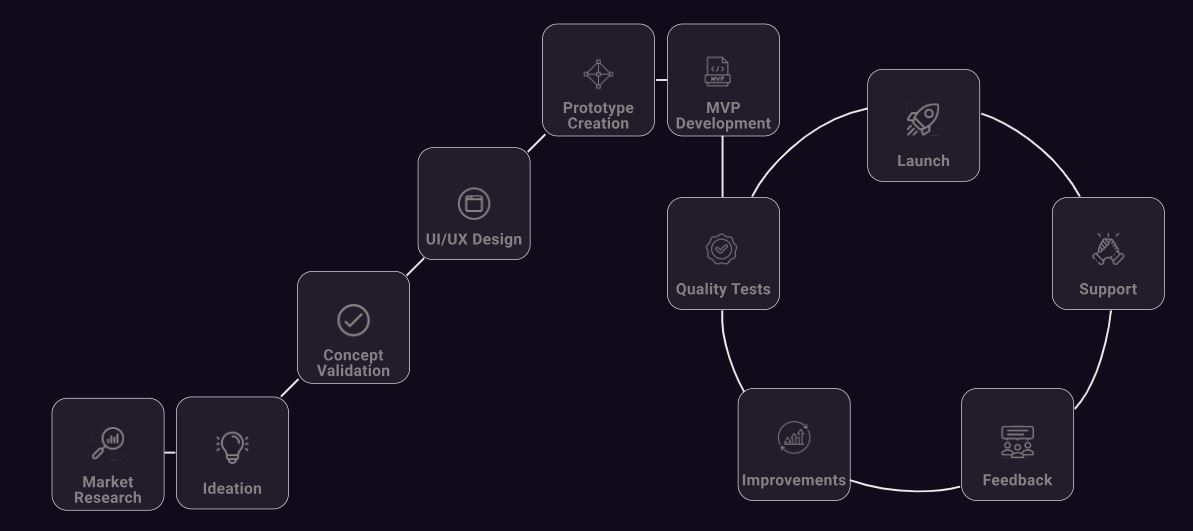 Market
Research
Ideation
Concept
Validation
UI/UX Design
Prototype
Creation
</>
MVP
MVP
Development
Quality Tests
Launch
Support
Feedback
Improvements